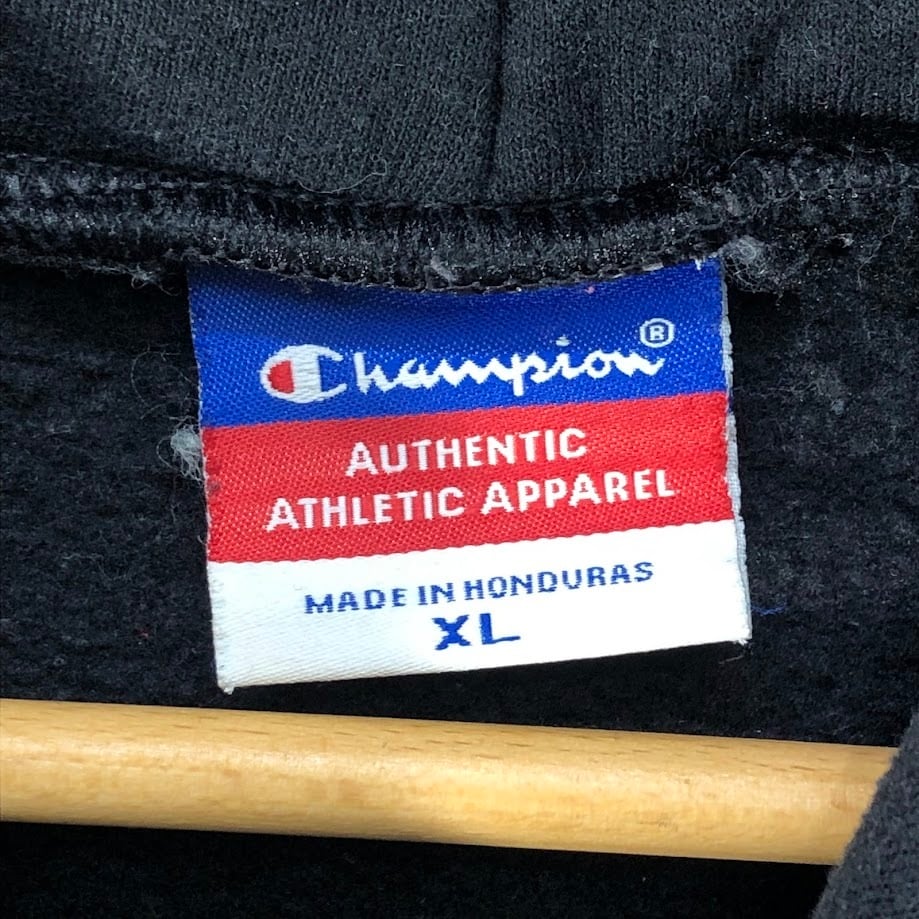 Champion®
AUTHENTIC
ATHLETIC APPAREL
MADE IN HONDURAS
XL